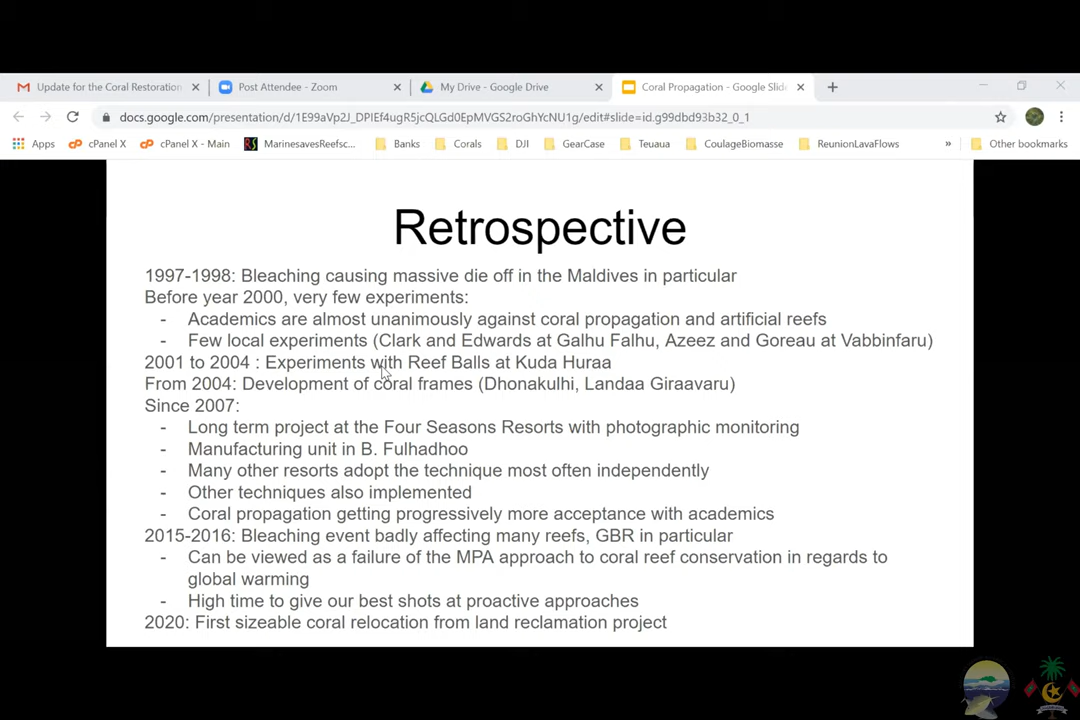 Update for the Coral Restoration
Post Attendee - Zoom
My Drive - Google Drive
Coral Propagation - Google Slid
docs.google.com/presentation/d/1E99aVp2J_DPIEf4ugR5jcQLGd0EpMVGS2roGhYcNU1g/edit#slide=id.g99dbd93b32_0_1
Apps
cPanel X
cPanel X - Main
MarinesavesReefsc...
Banks
Corals
DJI
GearCase
Teuaua
CoulageBiomasse
ReunionLavaFlows
»
Other bookmarks
Retrospective
1997-1998: Bleaching causing massive die off in the Maldives in particular
Before year 2000, very few experiments:
- Academics are almost unanimously against coral propagation and artificial reefs
- Few local experiments (Clark and Edwards at Galhu Falhu, Azeez and Goreau at Vabbinfaru)
2001 to 2004 : Experiments with Reef Balls at Kuda Huraa
From 2004: Development of coral frames (Dhonakulhi, Landaa Giraavaru)
Since 2007:
- Long term project at the Four Seasons Resorts with photographic monitoring
- Manufacturing unit in B. Fulhadhoo
- Many other resorts adopt the technique most often independently
- Other techniques also implemented
- Coral propagation getting progressively more acceptance with academics
2015-2016: Bleaching event badly affecting many reefs, GBR in particular
- Can be viewed as a failure of the MPA approach to coral reef conservation in regards to
global warming
- High time to give our best shots at proactive approaches
2020: First sizeable coral relocation from land reclamation project